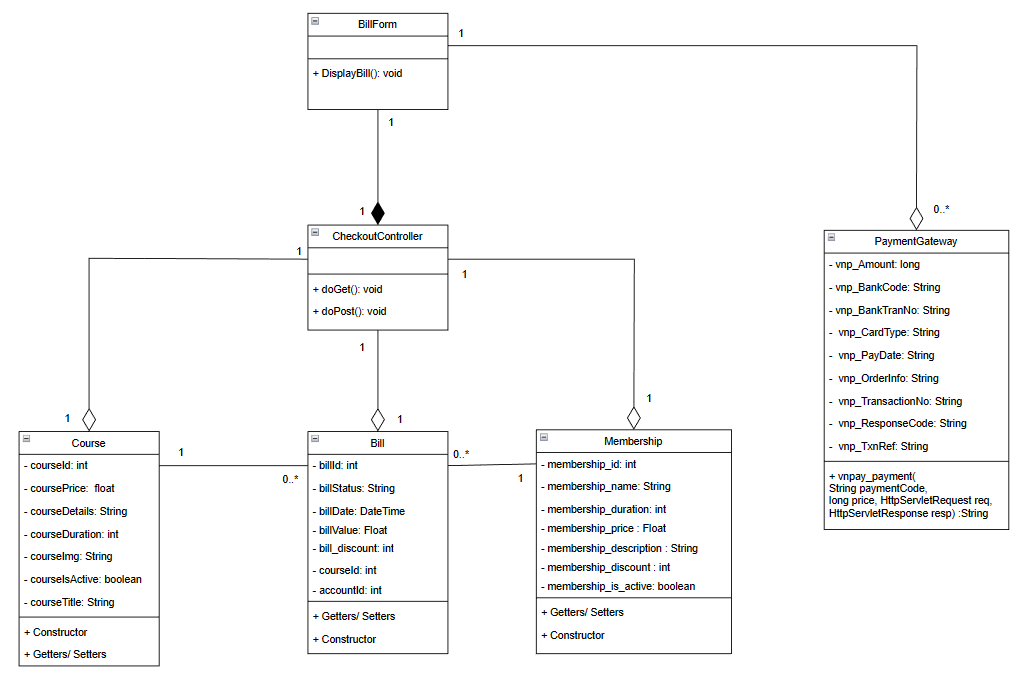 BillForm
1
+ DisplayBill(): void
1
1
0..*
CheckoutController
1
1
+ doGet(): void
+ doPost(): void
1
PaymentGateway
- vnp_Amount: long
- vnp_BankCode: String
- vnp_BankTranNo: String
- vnp_CardType: String
- vnp_PayDate: String
- vnp_OrderInfo: String
- vnp_TransactionNo: String
- vnp_ResponseCode: String
- vnp_TxnRef: String
+ vnpay_payment(
String paymentCode,
long price, HttpServletRequest req,
HttpServletResponse resp) :String
1
1
1
Course
- courseId: int
- coursePrice: float
- courseDetails: String
- courseDuration: int
- courseImg: String
- courseIsActive: boolean
- courseTitle: String
+ Constructor
+ Getters/ Setters
1
0..*
Bill
- billId: int
- billStatus: String
- billDate: DateTime
- billValue: Float
- bill_discount: int
- courseId: int
- accountId: int
+ Getters/ Setters
+ Constructor
0..*
1
Membership
- membership_id: int
- membership_name: String
- membership_duration: int
- membership_price : Float
- membership_description : String
- membership_discount : int
- membership_is_active: boolean
+ Getters/ Setters
+ Constructor